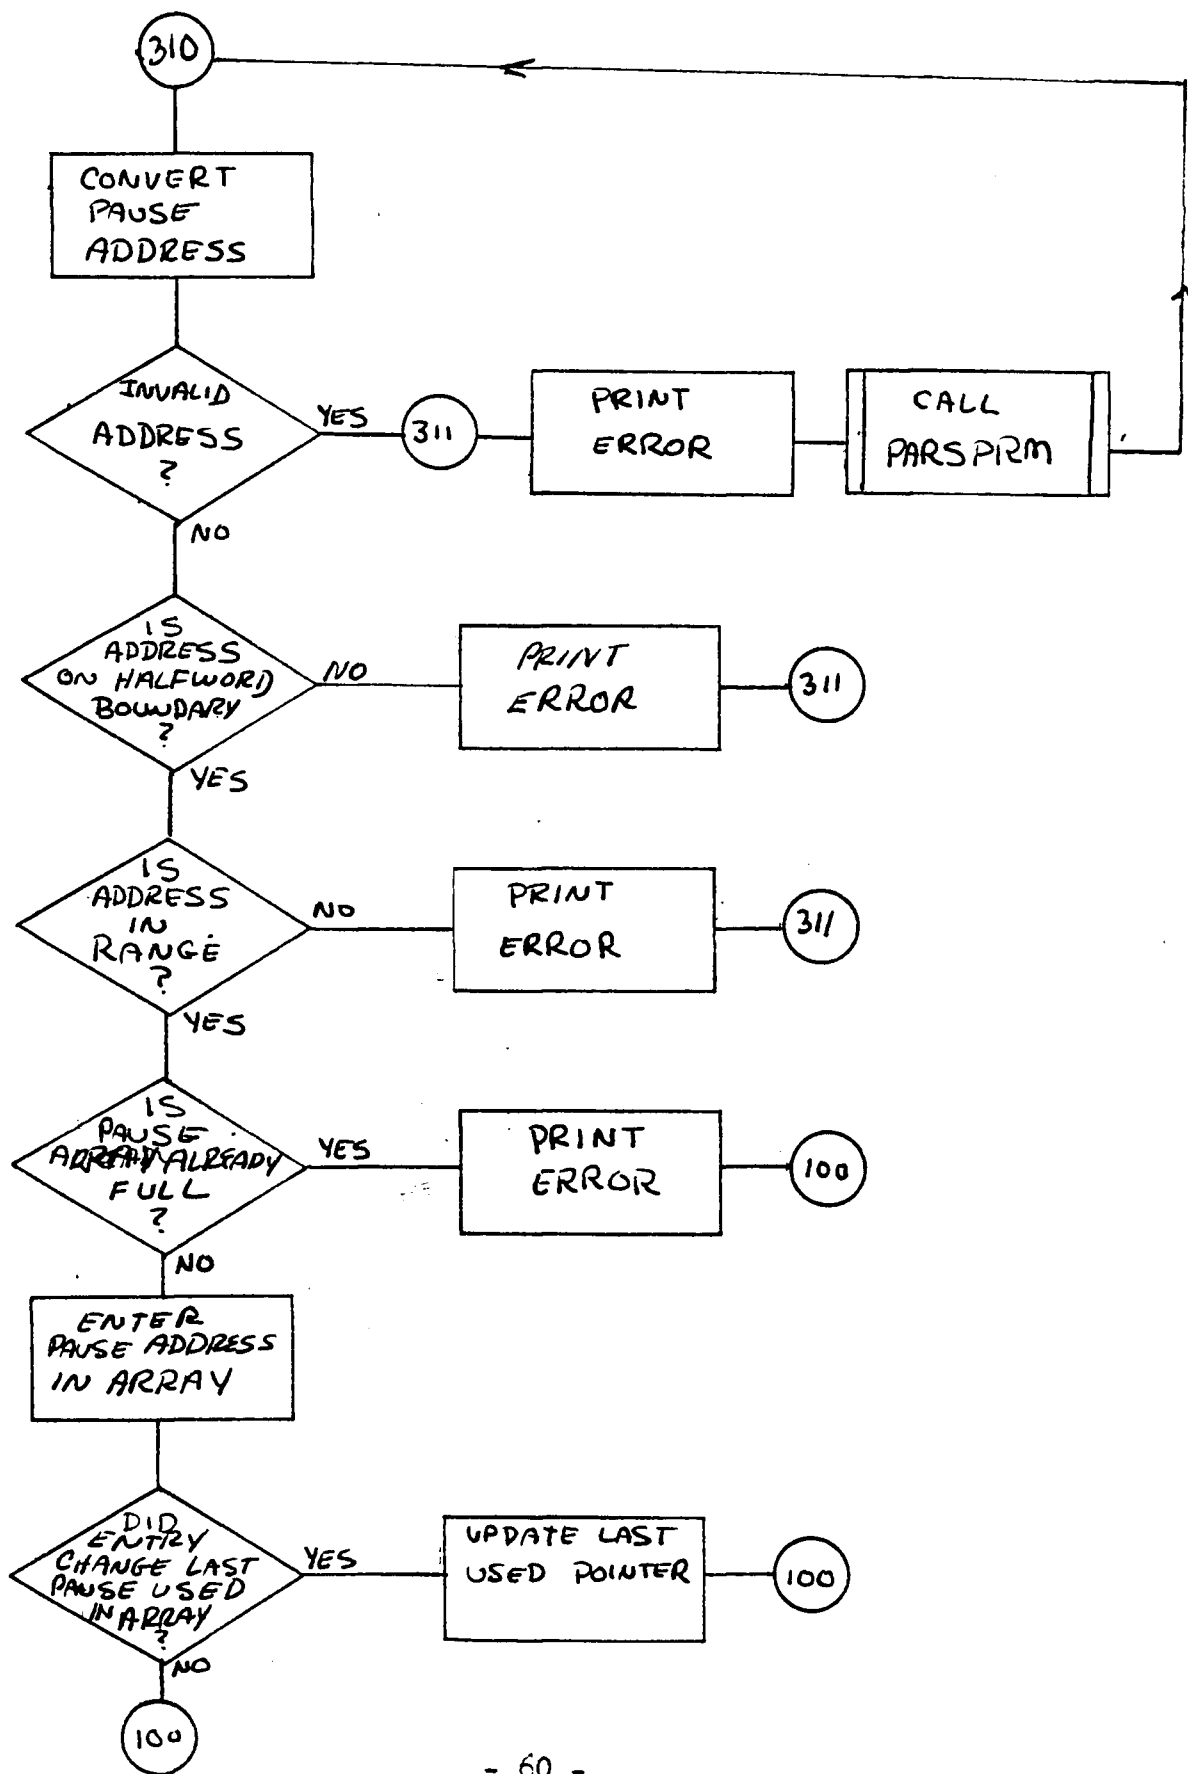 310
CONVERT
PAUSE
ADDRESS
INVALID
ADDRESS
?
YES
311
PRINT
ERROR
CALL
PARSPRM
NO
IS
ADDRESS
ON HALFWORD
BOUNDARY
?
NO
PRINT
ERROR
311
YES
IS
ADDRESS
IN
RANGE
?
NO
PRINT
ERROR
311
YES
IS
PAUSE
ARRAY ALREADY
FULL
?
YES
PRINT
ERROR
100
NO
ENTER
PAUSE ADDRESS
IN ARRAY
DID
ENTRY
CHANGE LAST
PAUSE USED
IN ARRAY
?
YES
UPDATE LAST
USED POINTER
100
NO
100
- 60 -